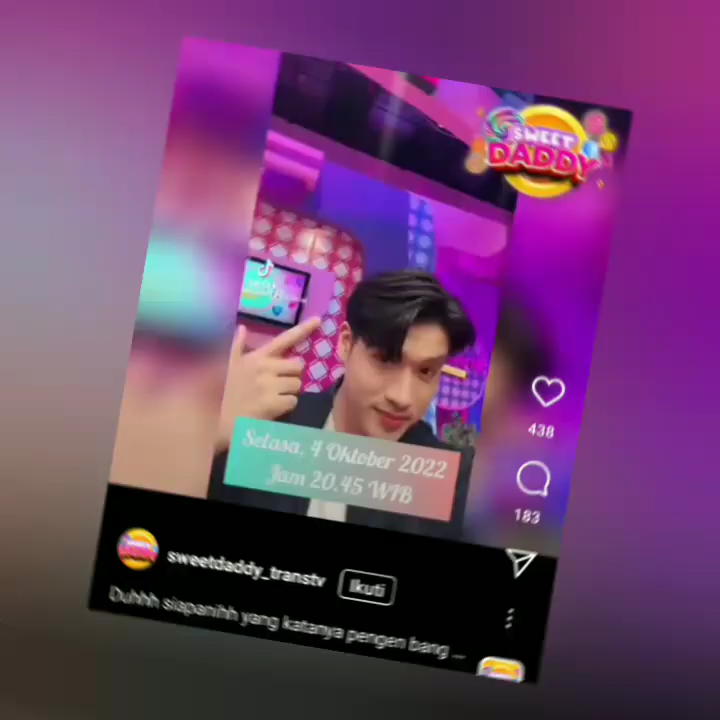 SWEET
DADDY
Selasa, 4 Oktober 2022
Jam 20.45 WIB
438
183
sweetdaddy_transtv
Ikuti
Duhhh siapanihh yang katanya pengen bang ...